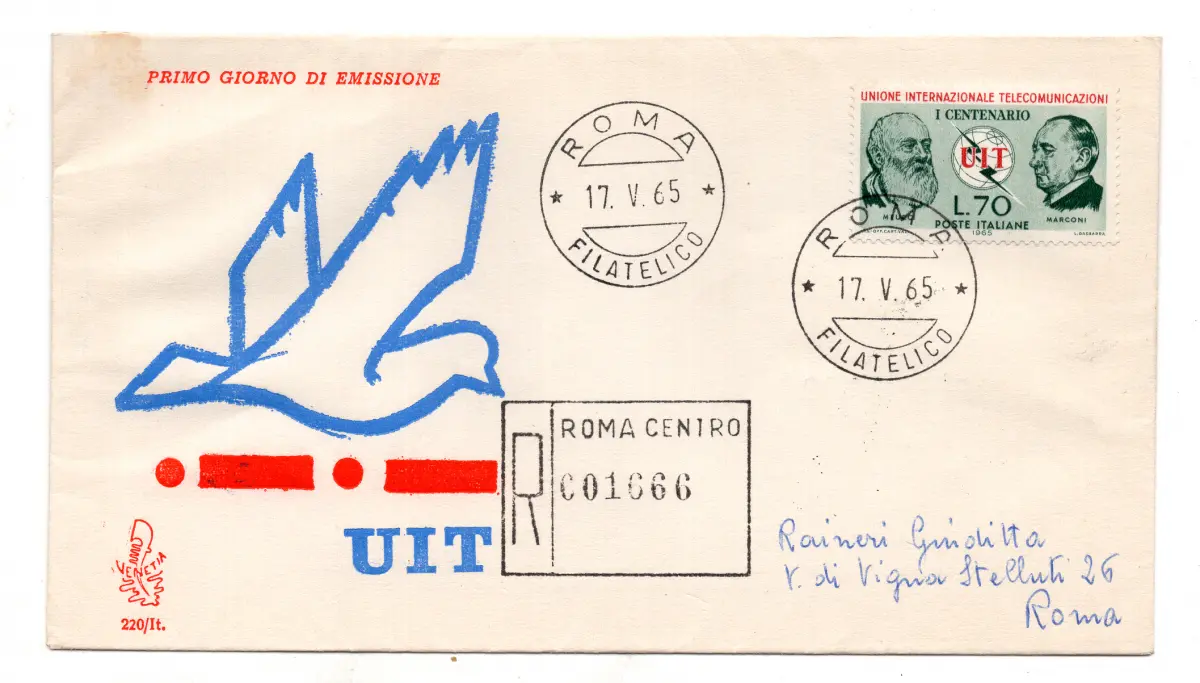 PRIMO GIORNO DI EMISSIONE
UNIONE INTERNAZIONALE TELECOMUNICAZIONI
I CENTENARIO
UIT
L.70
MARCONI
POSTE ITALIANE
1965
ROMA
17. V. 65
FILATELICO
ROMA
17. V. 65
FILATELICO
R
ROMA CENTRO
C01666
UIT
VENETIA
220/It.
Raineri Giuditta
V. di Vigna Stelluti 26
Roma